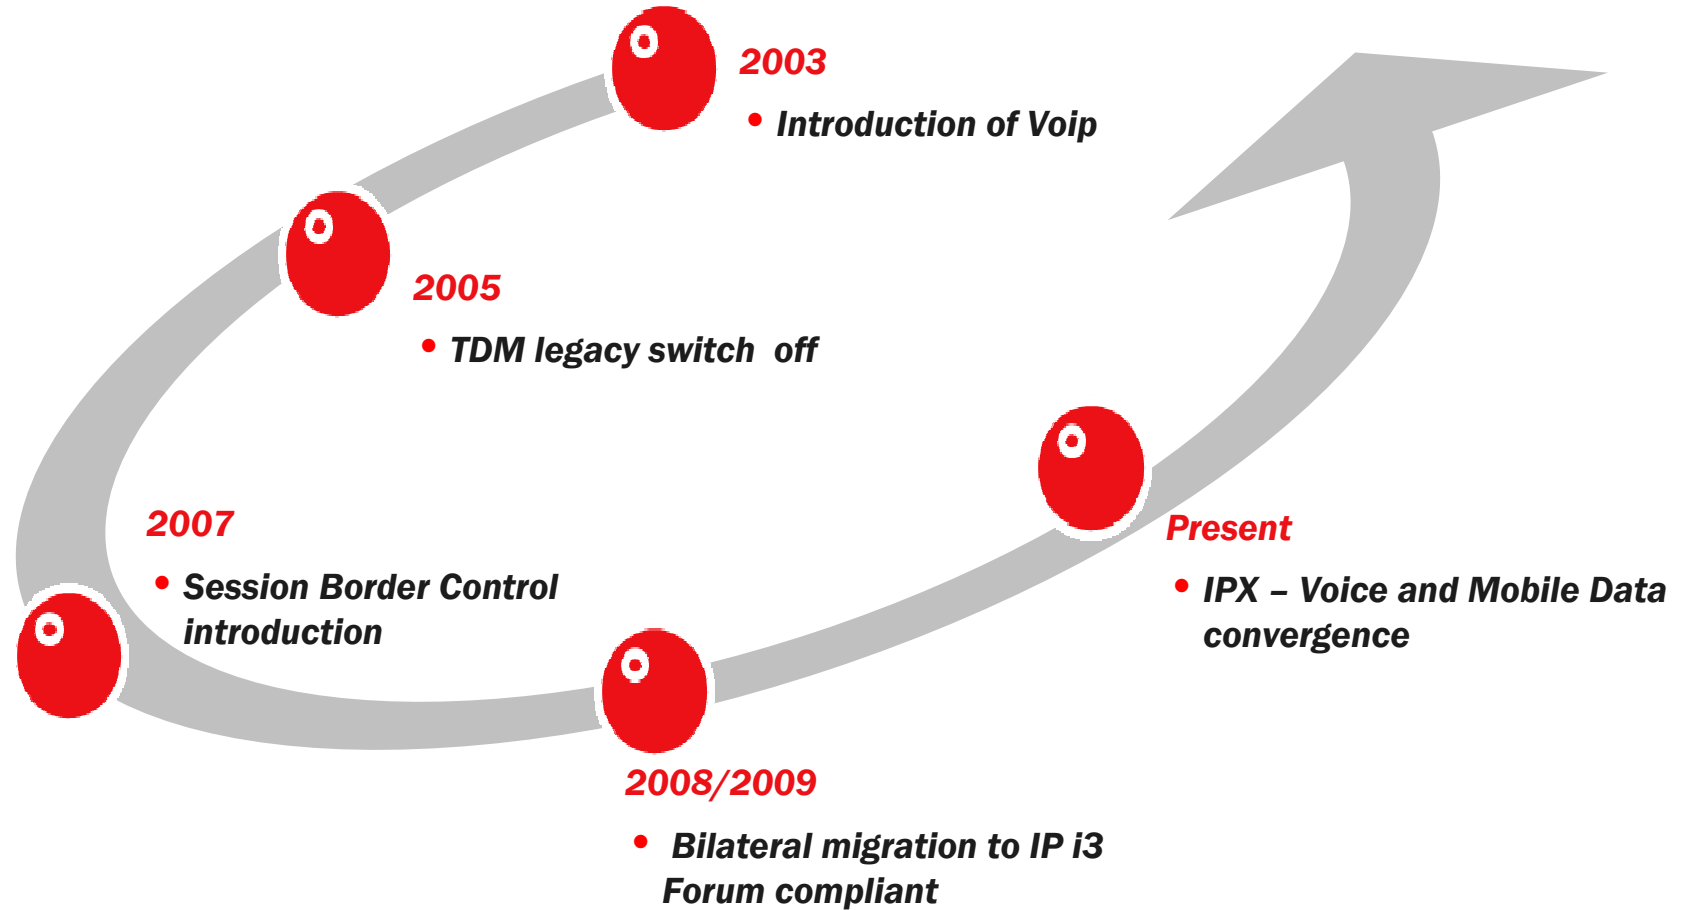 2003
• Introduction of Voip
2005
• TDM legacy switch off
2007
• Session Border Control
introduction
Present
• IPX – Voice and Mobile Data
convergence
2008/2009
• Bilateral migration to IP i3
Forum compliant